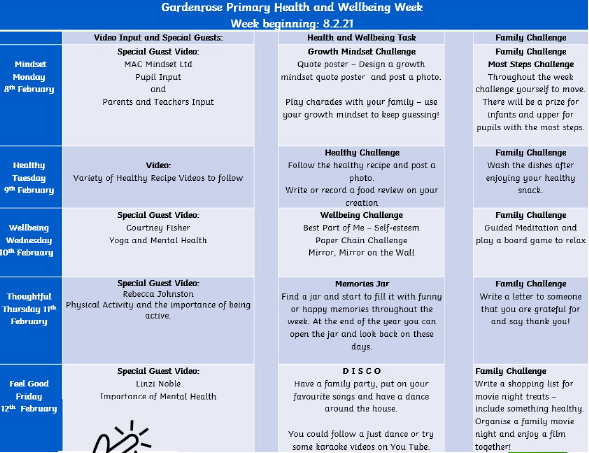 Gardenrose Primary Health and Wellbeing Week
Week beginning: 8.2.21
Video Input and Special Guests:
Health and Wellbeing Task
Family Challenge
Mindset
Monday
8th February
Special Guest Video:
MAC Mindset Ltd
Pupil Input
and
Parents and Teachers Input
Growth Mindset Challenge
Quote poster – Design a growth
mindset quote poster and post a photo.
Play charades with your family – use
your growth mindset to keep guessing!
Family Challenge
Most Steps Challenge
Throughout the week
challenge yourself to move.
There will be a prize for
infants and upper for
pupils with the most steps.
Healthy
Tuesday
9th February
Video:
Variety of Healthy Recipe Videos to follow
Healthy Challenge
Follow the healthy recipe and post a
photo.
Write or record a food review on your
creation
Family Challenge
Wash the dishes after
enjoying your healthy
snack.
Wellbeing
Wednesday
10th February
Special Guest Video:
Courtney Fisher
Yoga and Mental Health
Wellbeing Challenge
Best Part of Me – Self-esteem
Paper Chain Challenge
Mirror, Mirror on the Wall
Family Challenge
Guided Meditation and
play a board game to relax
Thoughtful
Thursday 11th
February
Special Guest Video:
Rebecca Johnston
Physical Activity and the importance of being
active.
Memories Jar
Find a jar and start to fill it with funny
or happy memories throughout the
week. At the end of the year you can
open the jar and look back on these
days.
Family Challenge
Write a letter to someone
that you are grateful for
and say thank you!
Feel Good
Friday
12th February
Special Guest Video:
Linzi Noble
Importance of Mental Health
D I S C O
Have a family party, put on your
favourite songs and have a dance
around the house.
You could follow a just dance or try
some karaoke videos on You Tube.
Family Challenge
Write a shopping list for
movie night treats –
include something healthy.
Organise a family movie
night and enjoy a film
together!